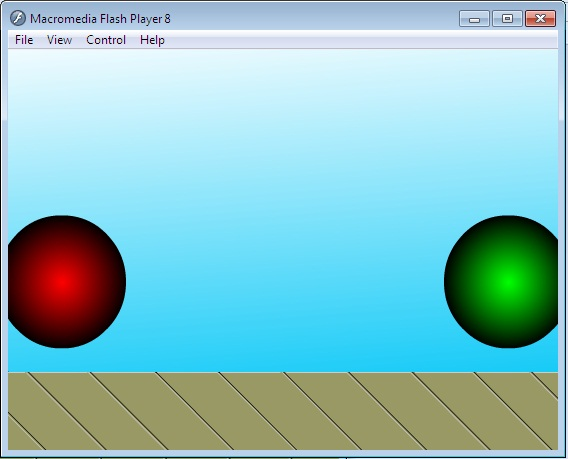 Macromedia Flash Player 8
File View Control Help